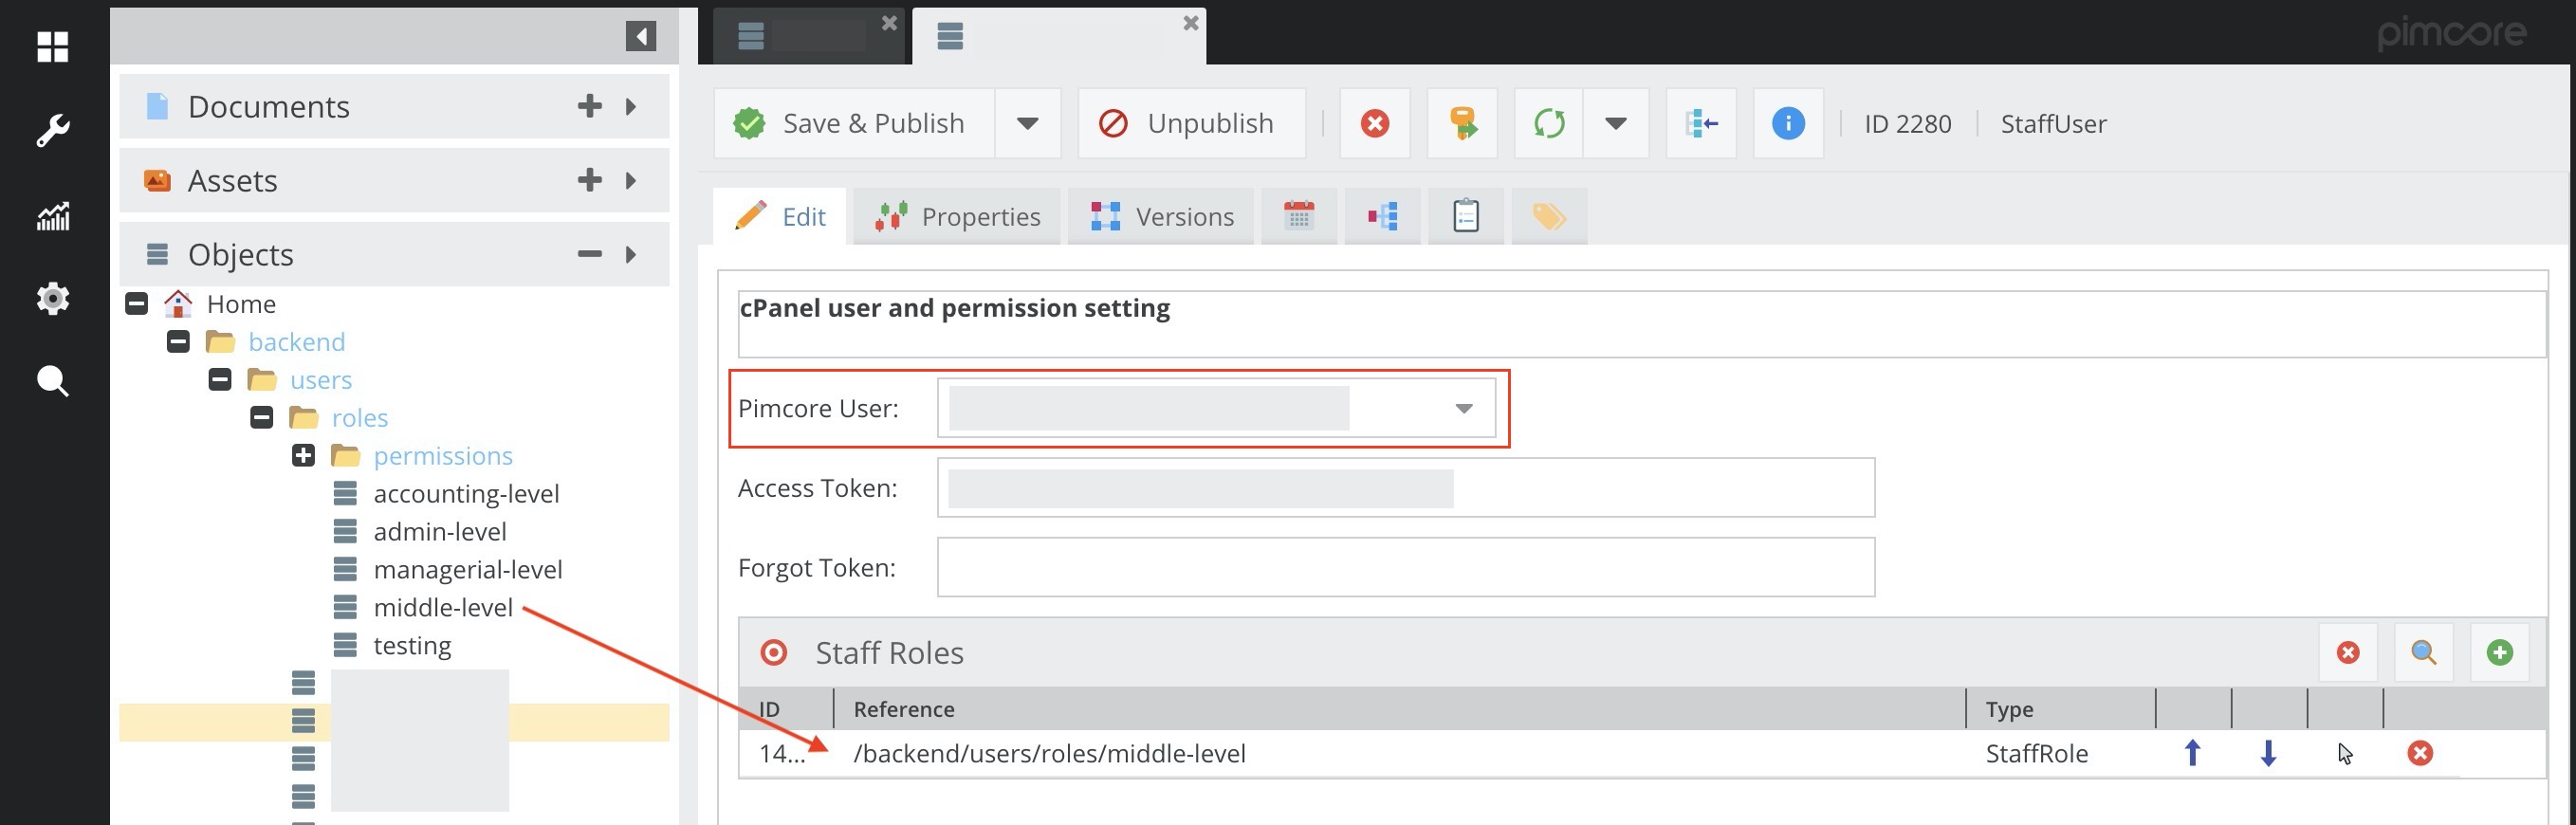 pimcore
Documents
Assets
Objects
Home
backend
users
roles
permissions
accounting-level
admin-level
managerial-level
middle-level
testing
Save & Publish
Unpublish
ID 2280
StaffUser
Edit
Properties
Versions
cPanel user and permission setting
Pimcore User:
Access Token:
Forgot Token:
Staff Roles
ID Reference Type
14... /backend/users/roles/middle-level StaffRole